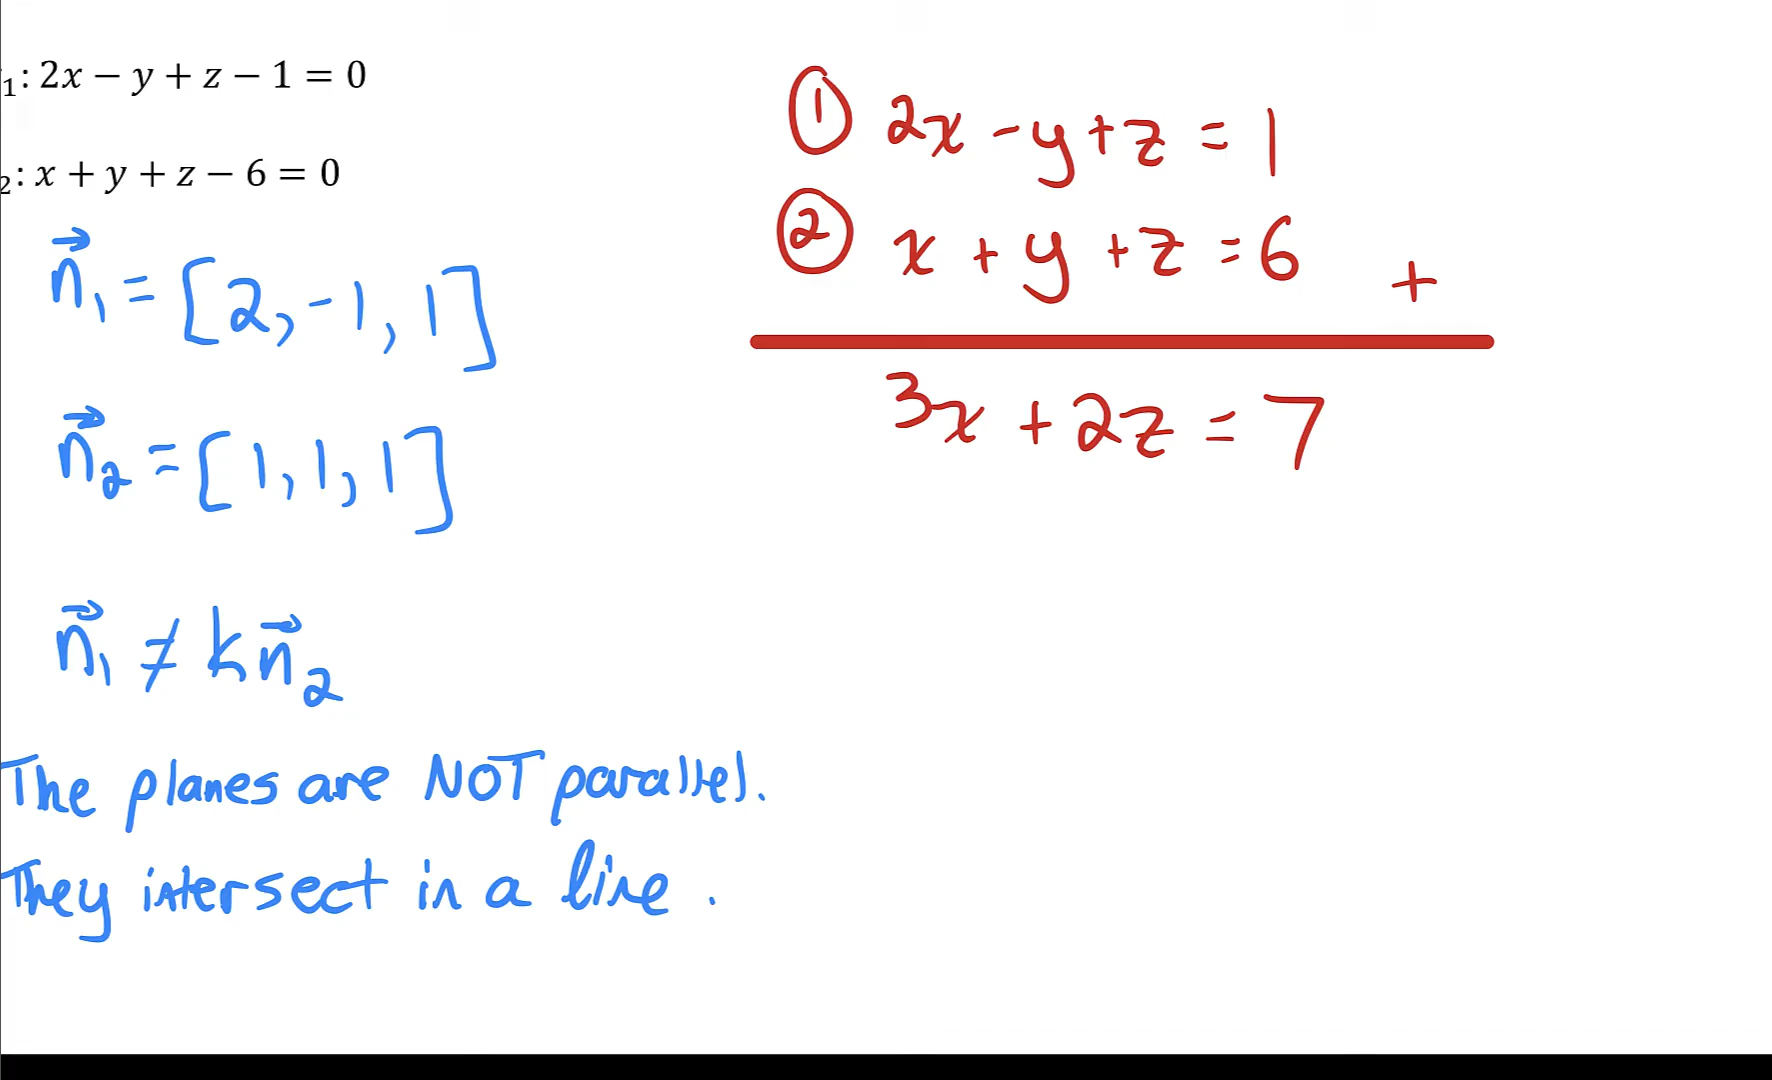 ₁: 2x − y + z − 1 = 0
₂: x + y + z − 6 = 0
n⃗₁ = [2, -1, 1]
n⃗₂ = [1, 1, 1]
n⃗₁ ≠ kn⃗₂
The planes are NOT parallel.
They intersect in a line.
① 2x - y + z = 1
② x + y + z = 6 +
3x + 2z = 7